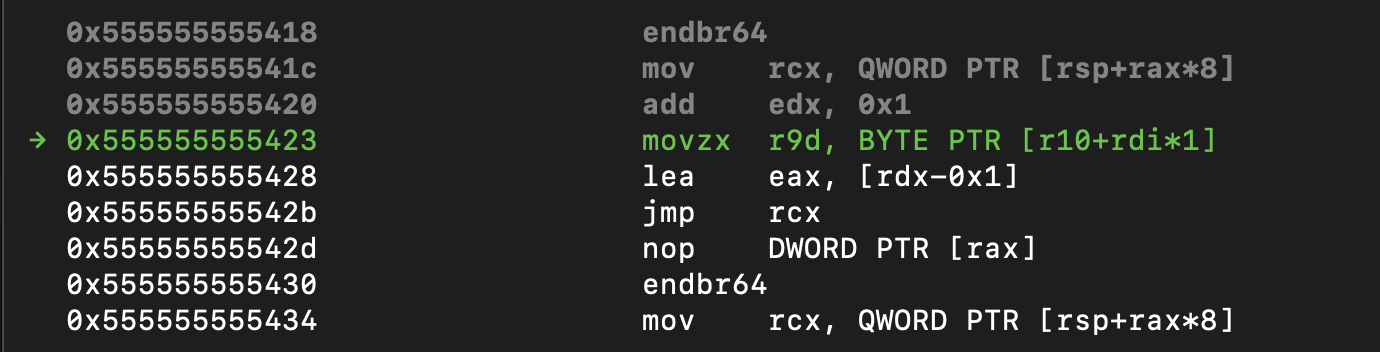 0x555555555418 endbr64
0x55555555541c mov rcx, QWORD PTR [rsp+rax*8]
0x555555555420 add edx, 0x1
→ 0x555555555423 movzx r9d, BYTE PTR [r10+rdi*1]
0x555555555428 lea eax, [rdx-0x1]
0x55555555542b jmp rcx
0x55555555542d nop DWORD PTR [rax]
0x555555555430 endbr64
0x555555555434 mov rcx, QWORD PTR [rsp+rax*8]